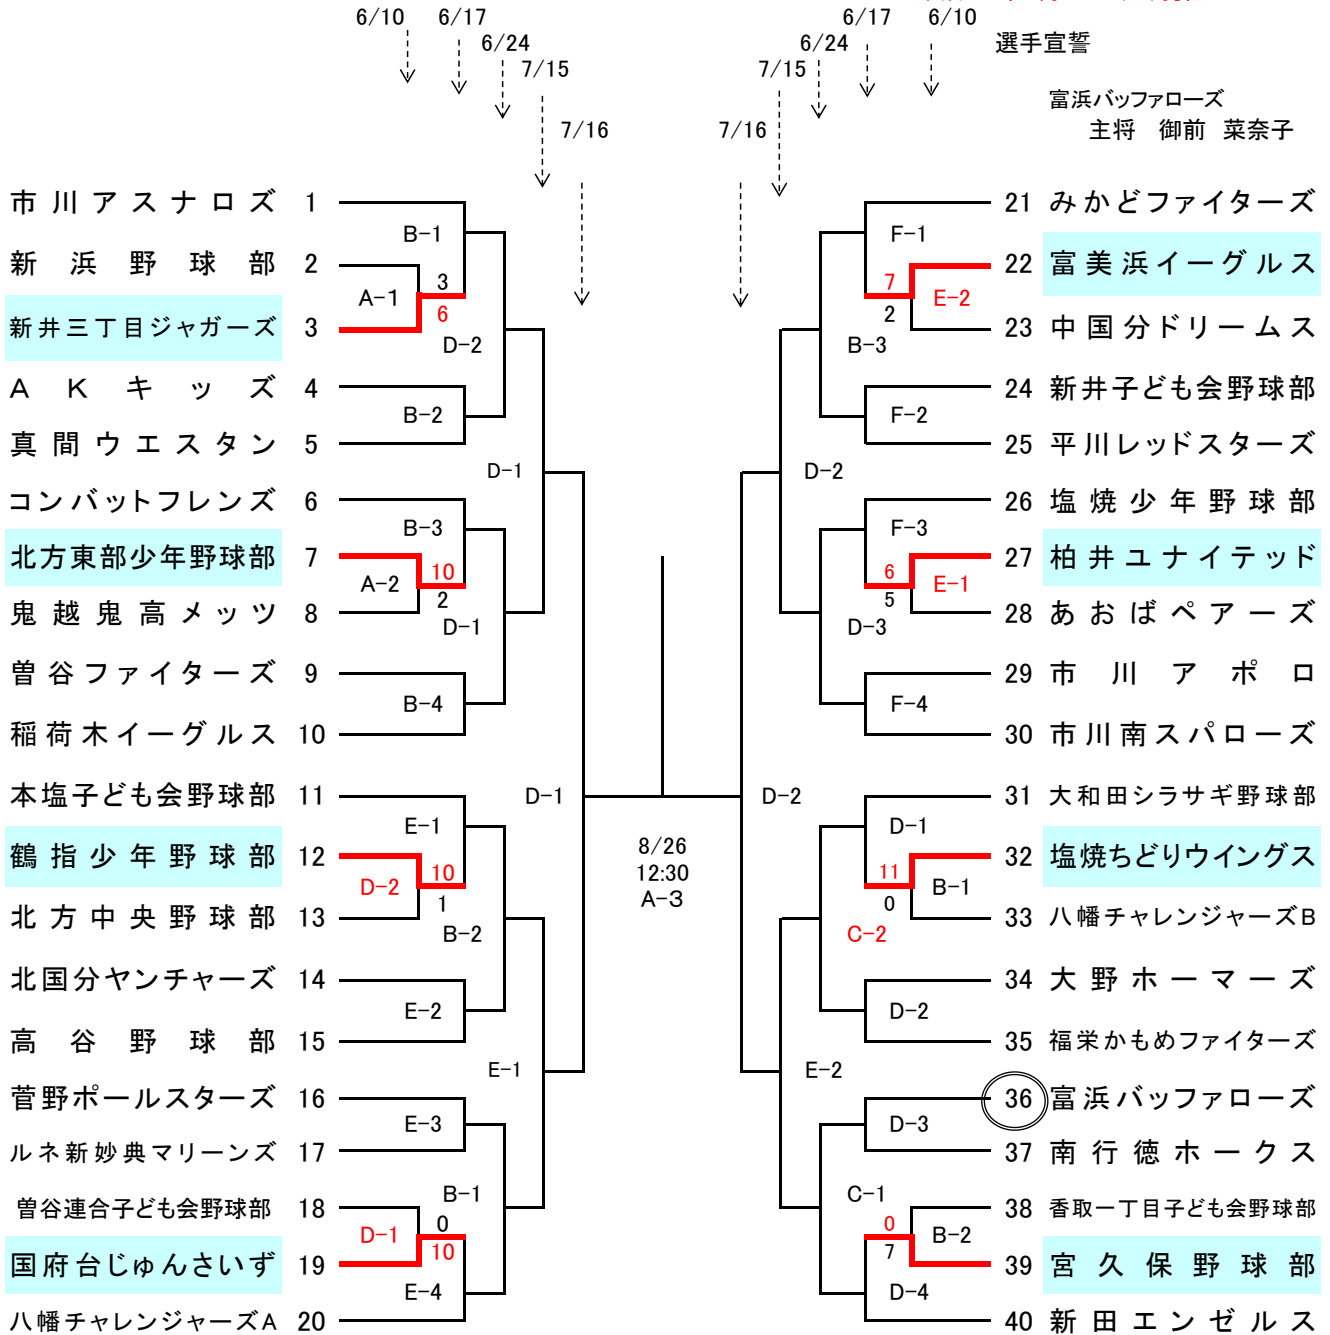 6/10 6/17
6/24
7/15
7/16
6/17 6/10
6/24
7/15
7/16
選手宣誓
富浜バッファローズ
主将 御前 菜奈子
市川アスナロズ 1
B-1
新浜野球部 2
A-1
3
6
新井三丁目ジャガーズ 3
D-2
AKキッズ 4
B-2
真間ウエスタン 5
D-1
コンバットフレンズ 6
B-3
北方東部少年野球部 7
A-2
10
2
鬼越鬼高メッツ 8
D-1
曽谷ファイターズ 9
B-4
稲荷木イーグルス 10
D-1
本塩子ども会野球部 11
E-1
鶴指少年野球部 12
D-2
10
1
北方中央野球部 13
B-2
北国分ヤンチャーズ 14
E-2
高谷野球部 15
E-1
菅野ポールスターズ 16
E-3
ルネ新妙典マリーンズ 17
B-1
曽谷連合子ども会野球部 18
D-1
0
10
国府台じゅんさいず 19
E-4
八幡チャレンジャーズA 20
8/26
12:30
A-3
21 みかどファイターズ
F-1
22 富美浜イーグルス
7
2
E-2
23 中国分ドリームス
B-3
24 新井子ども会野球部
F-2
25 平川レッドスターズ
D-2
26 塩焼少年野球部
F-3
27 柏井ユナイテッド
6
5
E-1
28 あおばペアーズ
D-3
29 市川アポロ
F-4
30 市川南スパローズ
D-2
31 大和田シラサギ野球部
D-1
32 塩焼ちどりウイングス
11
0
B-1
33 八幡チャレンジャーズB
C-2
34 大野ホーマーズ
D-2
35 福栄かもめファイターズ
E-2
36 富浜バッファローズ
D-3
37 南行徳ホークス
C-1
38 香取一丁目子ども会野球部
0
7
B-2
39 宮久保野球部
D-4
40 新田エンゼルス